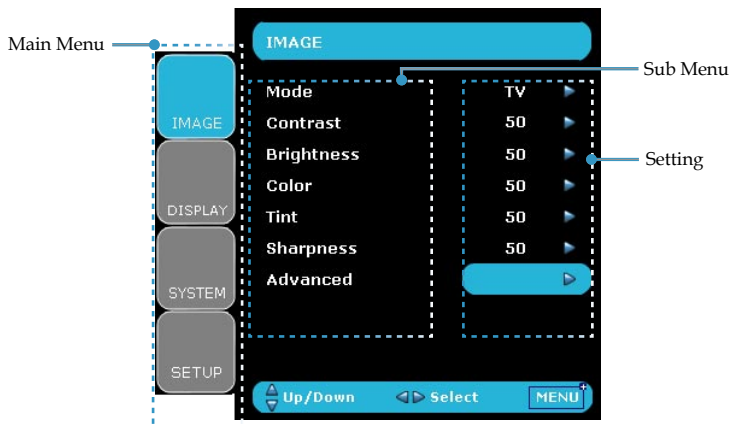 Main Menu
IMAGE
Sub Menu
Mode TV
IMAGE
Contrast 50
Brightness 50
Setting
Color 50
DISPLAY
Tint 50
Sharpness 50
Advanced
SYSTEM
SETUP
Up/Down Select MENU